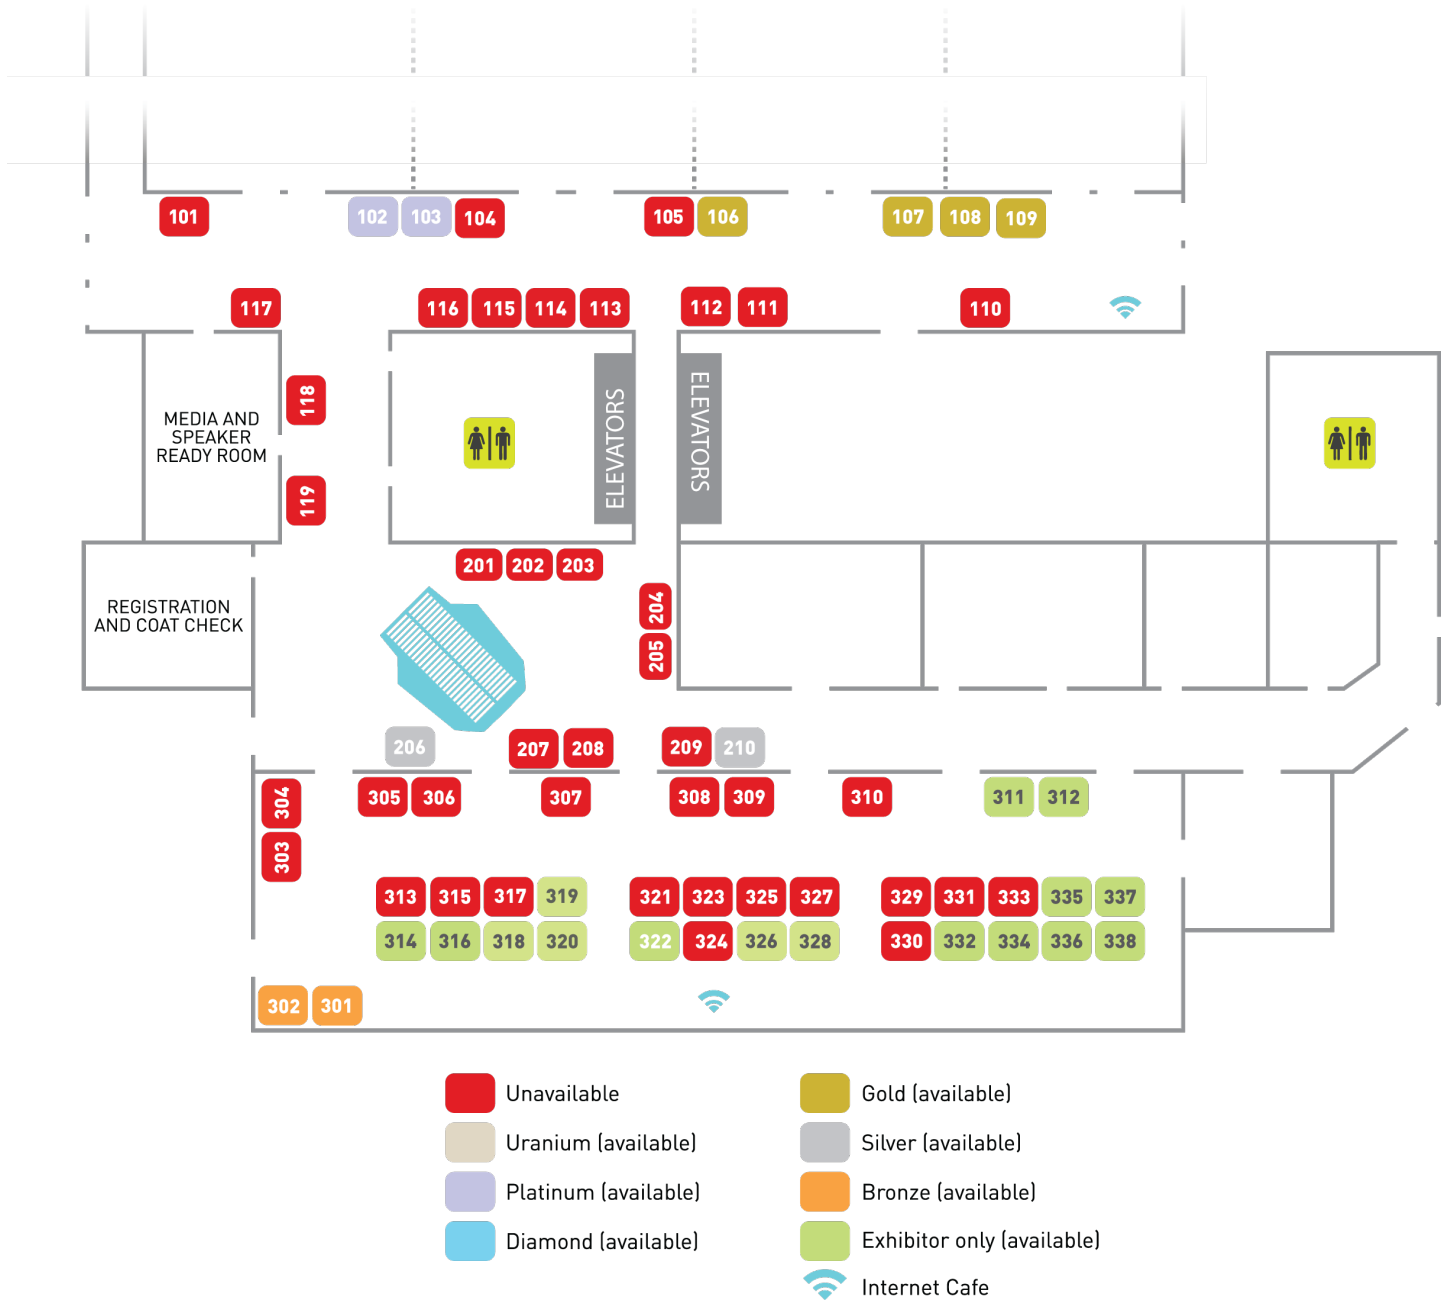 101 102 103 104 105 106 107 108 109
117 116 115 114 113 112 111 110
118
MEDIA AND
SPEAKER
READY ROOM
119
ELEVATORS
ELEVATORS
201 202 203
204
205
REGISTRATION
AND COAT CHECK
206 207 208 209 210
304
303
305 306 307 308 309 310 311 312
313 315 317 319 321 323 325 327 329 331 333 335 337
314 316 318 320 322 324 326 328 330 332 334 336 338
302 301
Unavailable
Uranium (available)
Platinum (available)
Diamond (available)
Gold (available)
Silver (available)
Bronze (available)
Exhibitor only (available)
Internet Cafe